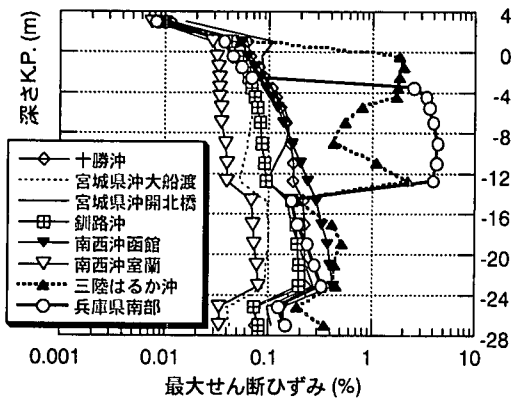 深さK.P. (m)
4
0
-4
-8
-12
-16
-20
-24
-28
十勝沖
宮城県沖大船渡
宮城県沖開北橋
釧路沖
南西沖函館
南西沖室蘭
三陸はるか沖
兵庫県南部
0.001 0.01 0.1 1 10
最大せん断ひずみ (%)